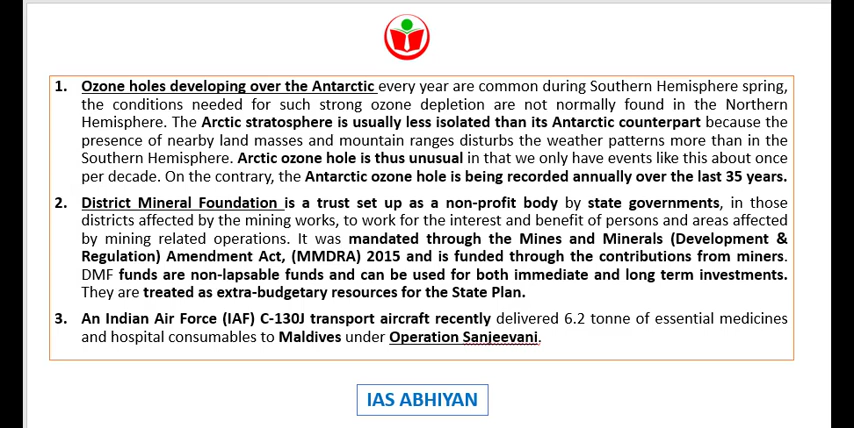 1. Ozone holes developing over the Antarctic every year are common during Southern Hemisphere spring,
the conditions needed for such strong ozone depletion are not normally found in the Northern
Hemisphere. The Arctic stratosphere is usually less isolated than its Antarctic counterpart because the
presence of nearby land masses and mountain ranges disturbs the weather patterns more than in the
Southern Hemisphere. Arctic ozone hole is thus unusual in that we only have events like this about once
per decade. On the contrary, the Antarctic ozone hole is being recorded annually over the last 35 years.
2. District Mineral Foundation is a trust set up as a non-profit body by state governments, in those
districts affected by the mining works, to work for the interest and benefit of persons and areas affected
by mining related operations. It was mandated through the Mines and Minerals (Development &
Regulation) Amendment Act, (MMDRA) 2015 and is funded through the contributions from miners.
DMF funds are non-lapsable funds and can be used for both immediate and long term investments.
They are treated as extra-budgetary resources for the State Plan.
3. An Indian Air Force (IAF) C-130J transport aircraft recently delivered 6.2 tonne of essential medicines
and hospital consumables to Maldives under Operation Sanjeevani.
IAS ABHIYAN